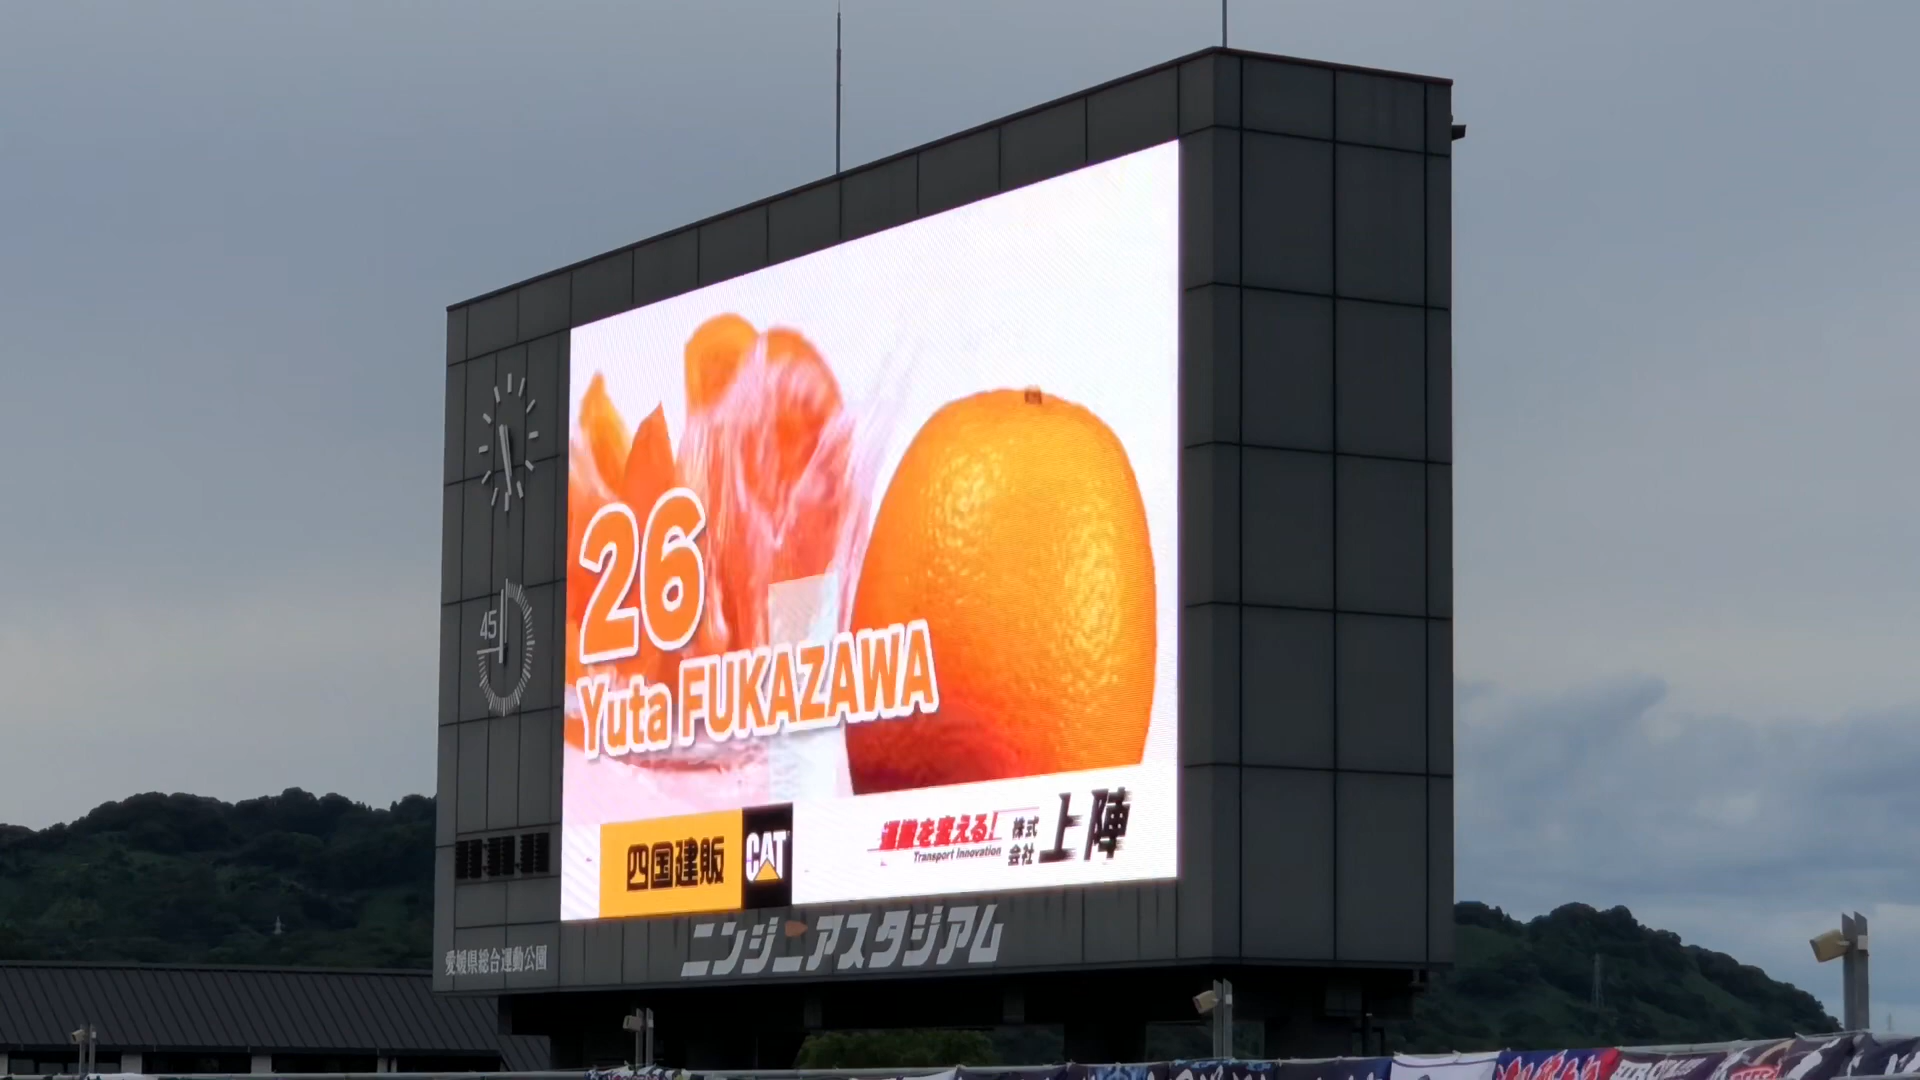 26
Yuta FUKAZAWA
四国建販 CAT
運搬を変える!
Transport Innovation
株式
会社
上陣
45
ニンジニアスタジアム
愛媛県総合運動公園